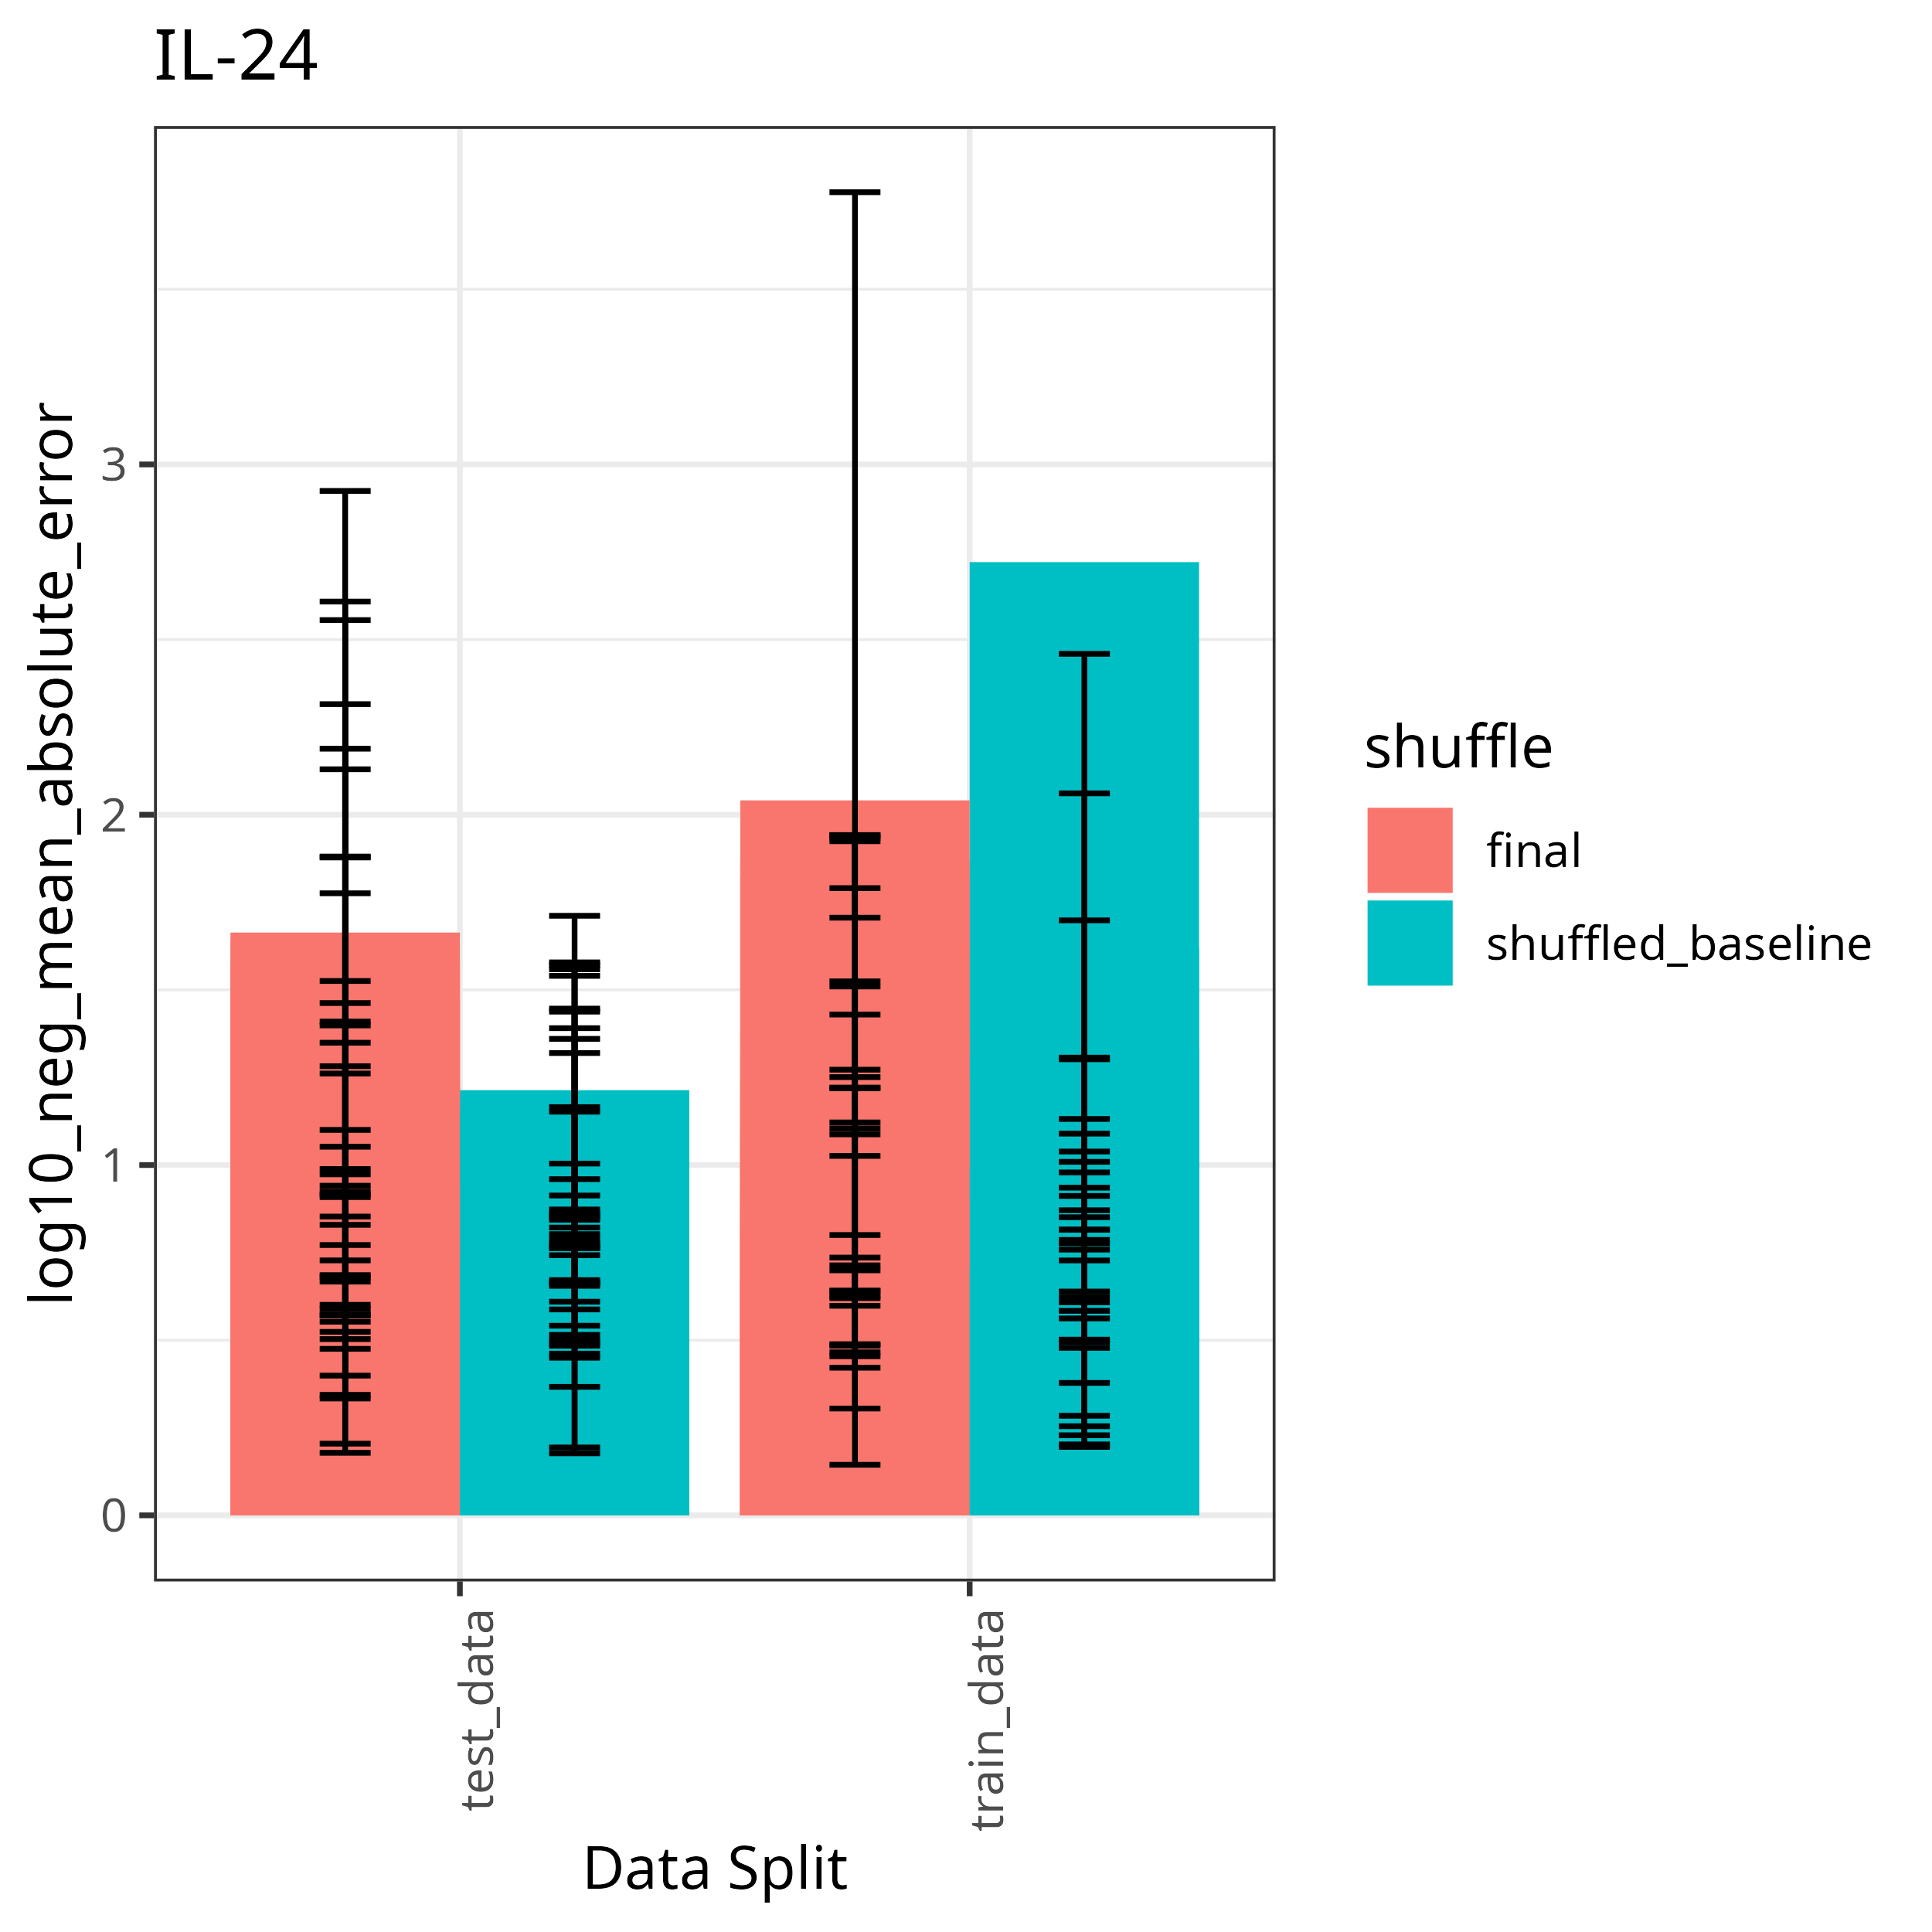 IL-24
log10_neg_mean_absolute_error
3
2
1
0
test_data
train_data
Data Split
shuffle
final
shuffled_baseline